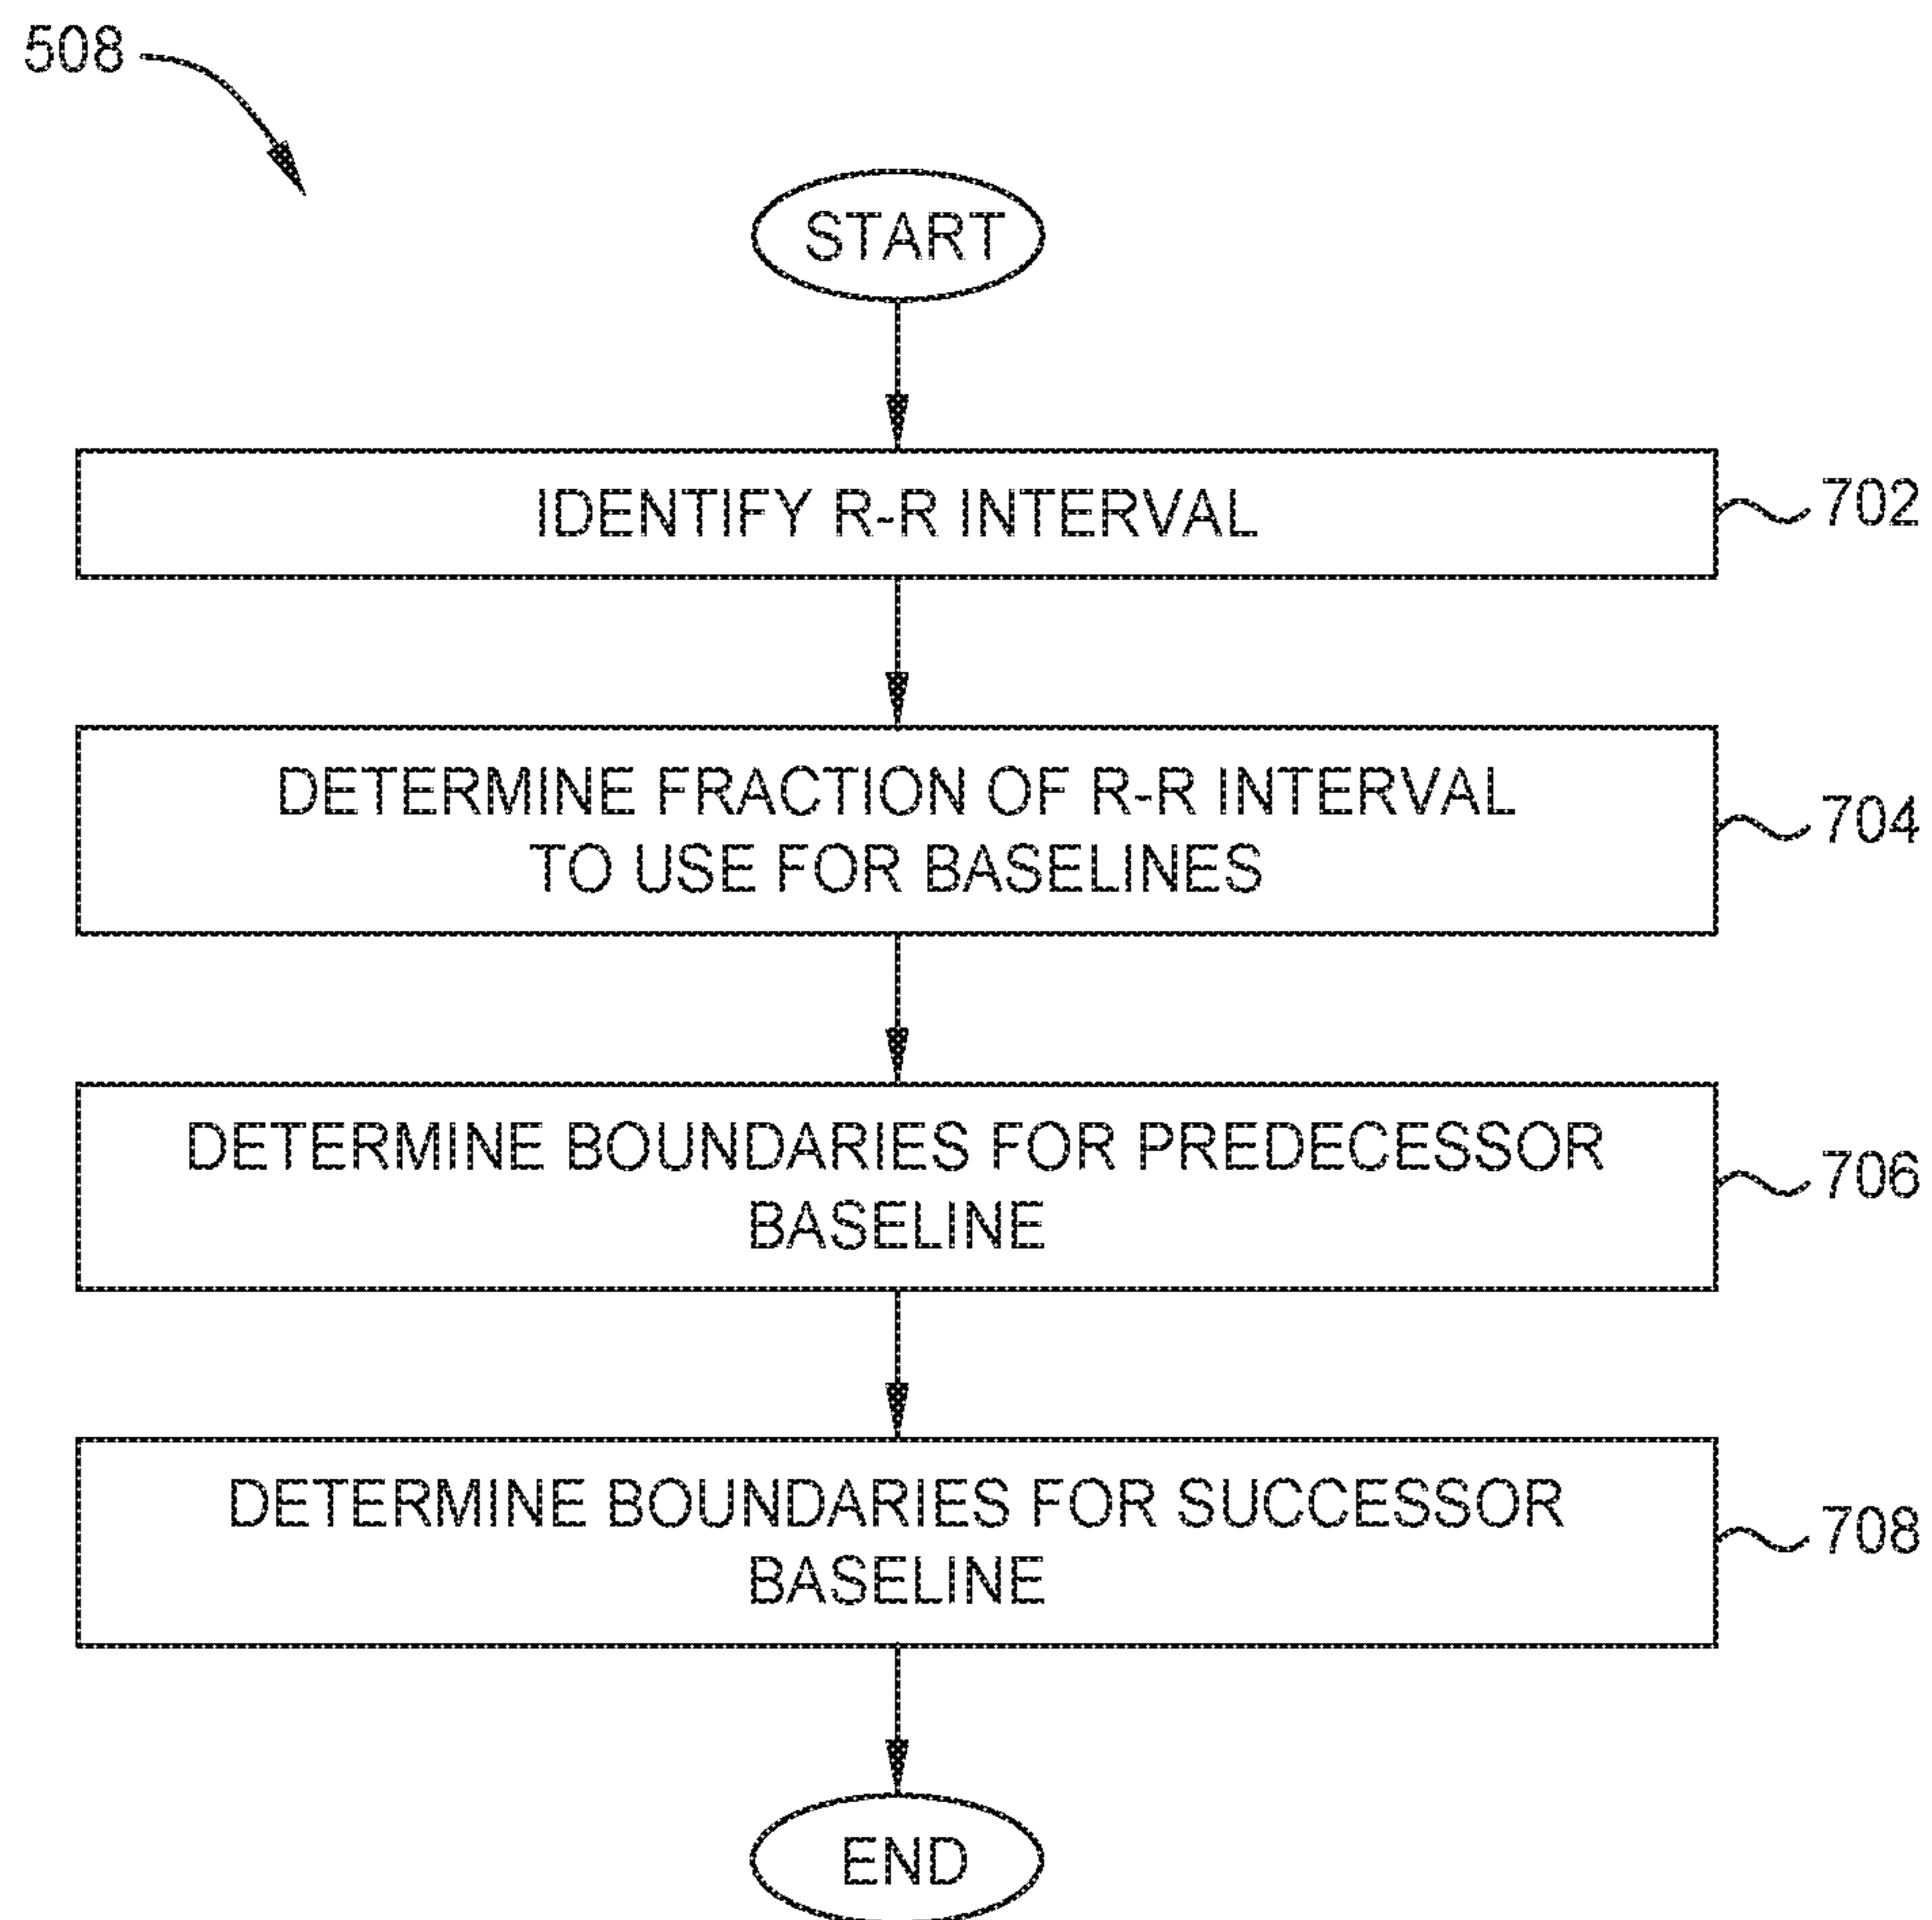 508
START
IDENTIFY R-R INTERVAL
702
DETERMINE FRACTION OF R-R INTERVAL
TO USE FOR BASELINES
704
DETERMINE BOUNDARIES FOR PREDECESSOR
BASELINE
706
DETERMINE BOUNDARIES FOR SUCCESSOR
BASELINE
708
END